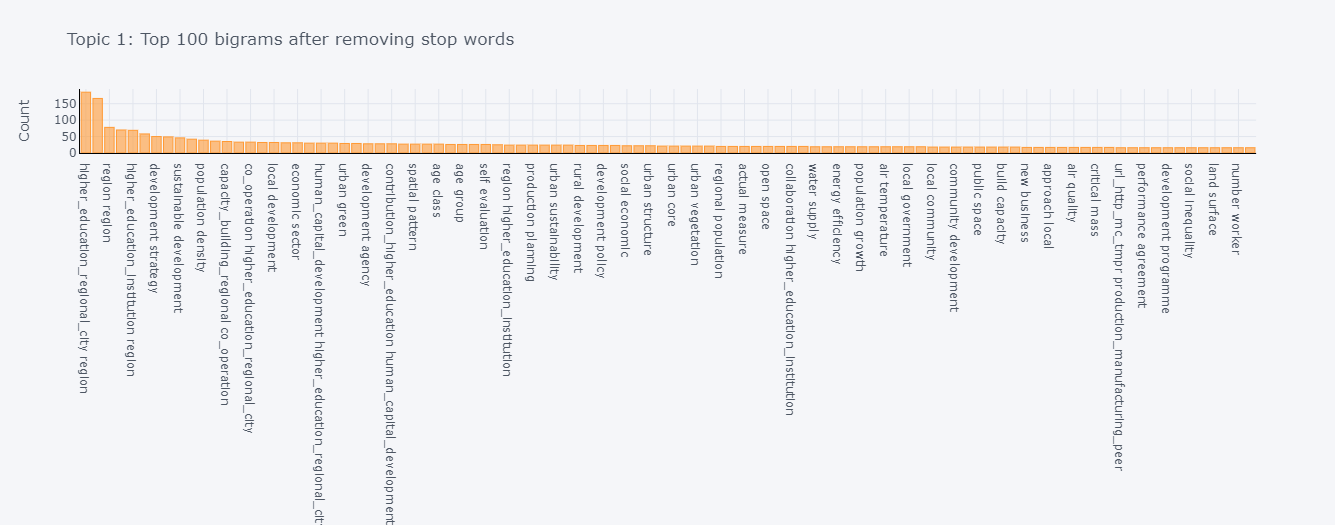 Topic 1: Top 100 bigrams after removing stop words
Count
150
100
50
0
higher_education_regional_city region
region region
higher_education_institution region
development strategy
sustainable development
population density
capacity_building_regional co_operation
co_operation higher_education_regional_city
local development
economic sector
human_capital_development higher_education_regional_cit
urban green
development agency
contribution_higher_education human_capital_development
spatial pattern
age class
age group
self evaluation
region higher_education_institution
production planning
urban sustainability
rural development
development policy
social economic
urban structure
urban core
urban vegetation
regional population
actual measure
open space
collaboration higher_education_institution
water supply
energy efficiency
population growth
air temperature
local government
local community
community development
public space
build capacity
new business
approach local
air quality
critical mass
url_http_mc_tmpr production_manufacturing_peer
performance agreement
development programme
social inequality
land surface
number worker